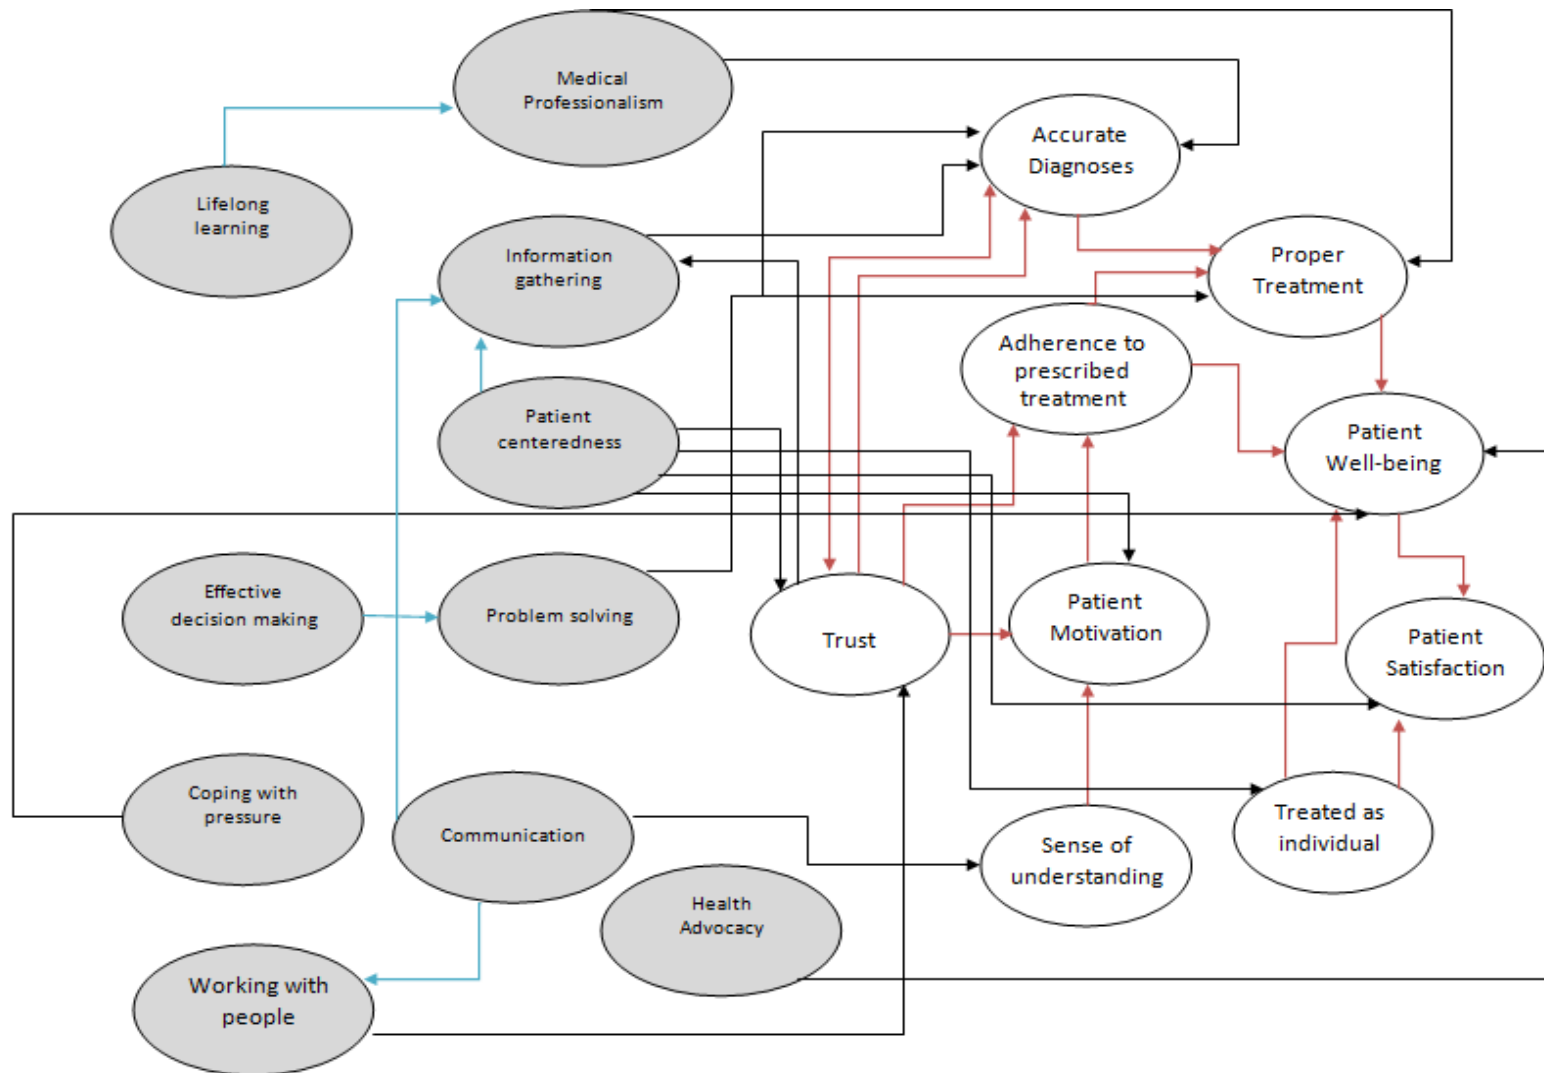 Medical
Professionalism
Accurate
Diagnoses
Lifelong
learning
Information
gathering
Proper
Treatment
Adherence to
prescribed
treatment
Patient
centeredness
Patient
Well-being
Effective
decision making
Problem solving
Trust
Patient
Motivation
Patient
Satisfaction
Coping with
pressure
Communication
Sense of
understanding
Treated as
individual
Health
Advocacy
Working with
people